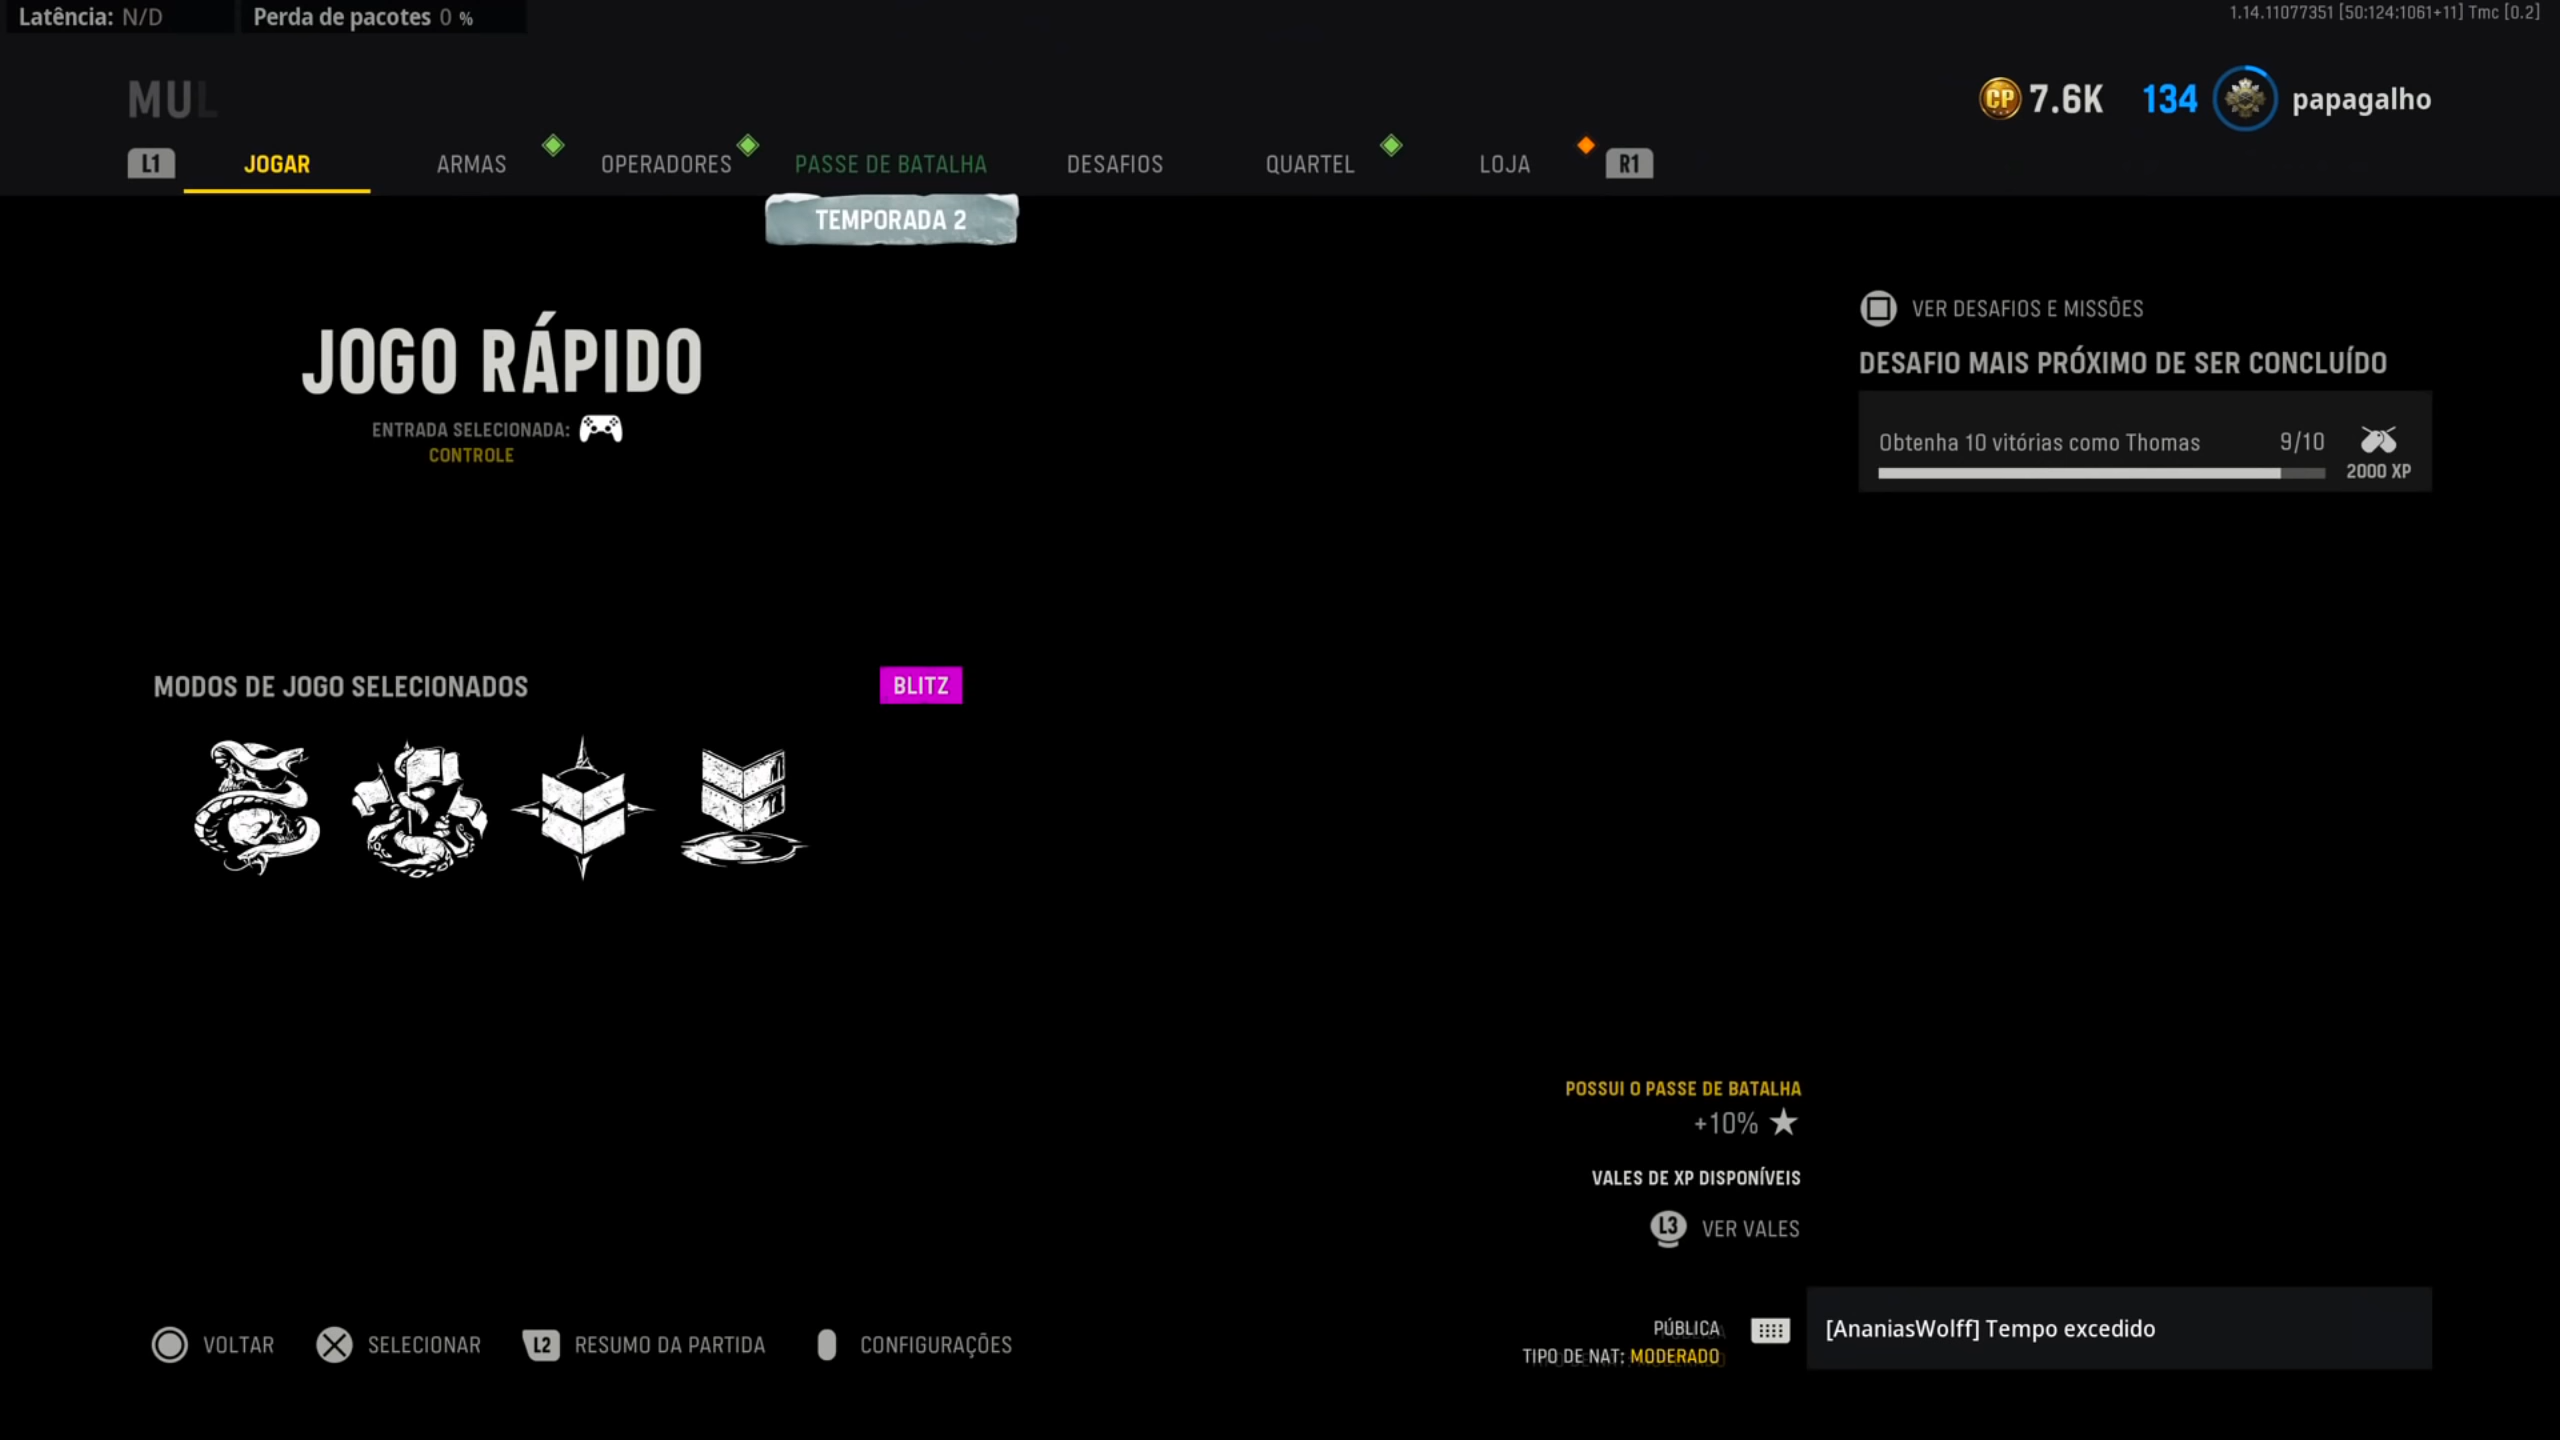 Latência: N/D
Perda de pacotes 0 %
1.14.11077351 [50:124:1061+11] Tmc [0.2]
MUL
CP 7.6K 134 papagalho
L1 JOGAR ARMAS OPERADORES PASSE DE BATALHA DESAFIOS QUARTEL LOJA R1
TEMPORADA 2
JOGO RÁPIDO
ENTRADA SELECIONADA:
CONTROLE
VER DESAFIOS E MISSÕES
DESAFIO MAIS PRÓXIMO DE SER CONCLUÍDO
Obtenha 10 vitórias como Thomas 9/10
2000 XP
MODOS DE JOGO SELECIONADOS
BLITZ
POSSUI O PASSE DE BATALHA
+10%
VALES DE XP DISPONÍVEIS
L3 VER VALES
VOLTAR SELECIONAR L2 RESUMO DA PARTIDA CONFIGURAÇÕES
PÚBLICA
TIPO DE NAT: MODERADO
[AnaniasWolff] Tempo excedido